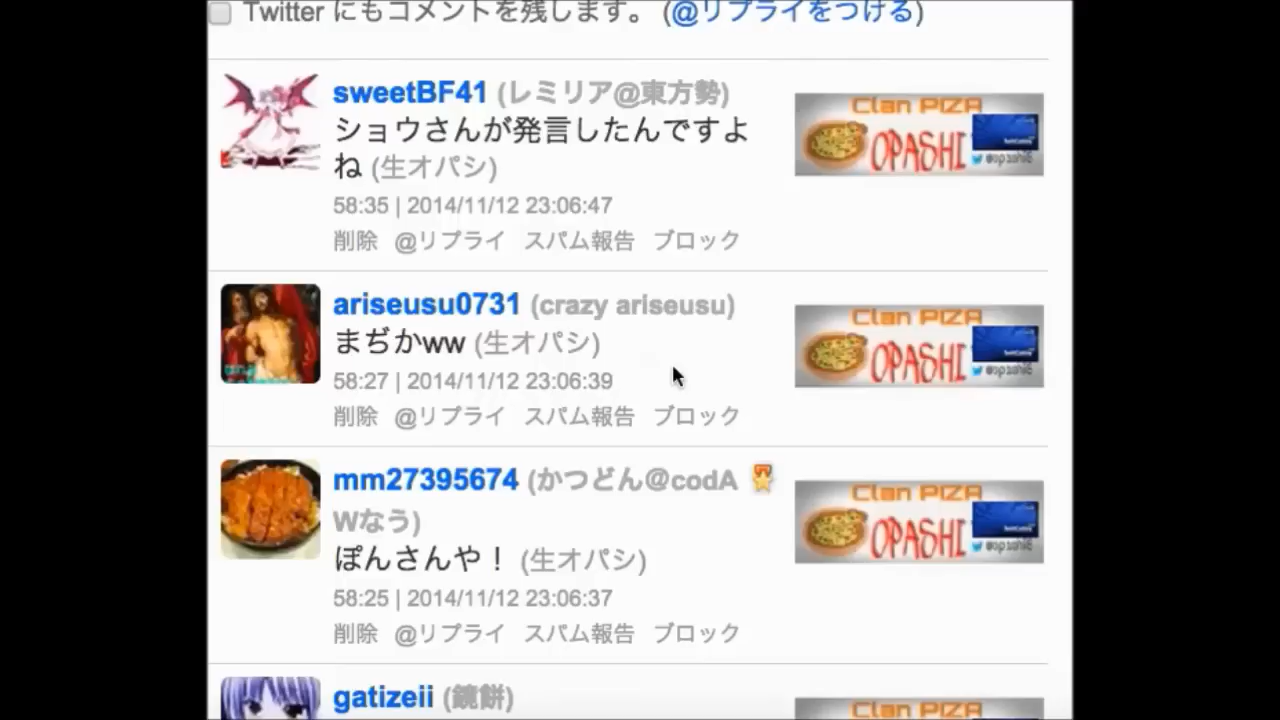 Twitter にもコメントを残します。 (@リプライをつける)
sweetBF41 (レミリア@東方勢)
ショウさんが発言したんですよ
ね (生オパシ)
58:35 | 2014/11/12 23:06:47
削除 @リプライ スパム報告 ブロック
Clan PIZA
OPASHI
@opashi6
ariseusu0731 (crazy ariseusu)
まぢかww (生オパシ)
58:27 | 2014/11/12 23:06:39
削除 @リプライ スパム報告 ブロック
Clan PIZA
OPASHI
@opashi6
mm27395674 (かつどん@codA
Wなう)
ぽんさんや！ (生オパシ)
58:25 | 2014/11/12 23:06:37
削除 @リプライ スパム報告 ブロック
Clan PIZA
OPASHI
@opashi6
gatizeii (鏡餅)
Clan PIZA